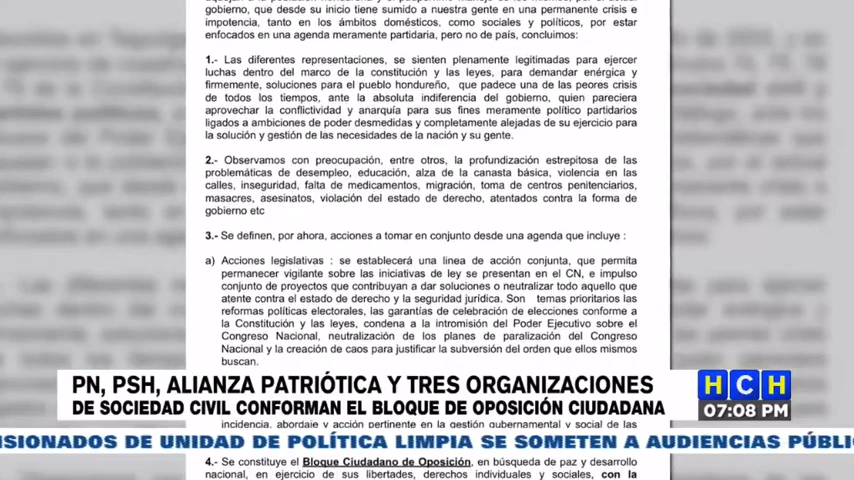 gobierno, que desde su inicio tiene sumido a nuestra gente en una permanente crisis e
impotencia, tanto en los ámbitos domésticos, como sociales y políticos, por estar
enfocados en una agenda meramente partidaria, pero no de país, concluimos:
1.- Las diferentes representaciones, se sienten plenamente legitimadas para ejercer
luchas dentro del marco de la constitución y las leyes, para demandar enérgica y
firmemente, soluciones para el pueblo hondureño, que padece una de las peores crisis
de todos los tiempos, ante la absoluta indiferencia del gobierno, quien pareciera
aprovechar la conflictividad y anarquía para sus fines meramente político partidarios
ligados a ambiciones de poder desmedidas y completamente alejadas de su ejercicio para
la solución y gestión de las necesidades de la nación y su gente.
2.- Observamos con preocupación, entre otros, la profundización estrepitosa de las
problemáticas de desempleo, educación, alza de la canasta básica, violencia en las
calles, inseguridad, falta de medicamentos, migración, toma de centros penitenciarios,
masacres, asesinatos, violación del estado de derecho, atentados contra la forma de
gobierno etc
3.- Se definen, por ahora, acciones a tomar en conjunto desde una agenda que incluye :
a) Acciones legislativas : se establecerá una linea de acción conjunta, que permita
permanecer vigilante sobre las iniciativas de ley se presentan en el CN, e impulso
conjunto de proyectos que contribuyan a dar soluciones o neutralizar todo aquello que
atente contra el estado de derecho y la seguridad jurídica. Son temas prioritarios las
reformas políticas electorales, las garantías de celebración de elecciones conforme a
la Constitución y las leyes, condena a la intromisión del Poder Ejecutivo sobre el
Congreso Nacional, neutralización de los planes de paralización del Congreso
Nacional y la creación de caos para justificar la subversión del orden que ellos mismos
buscan.
PN, PSH, ALIANZA PATRIÓTICA Y TRES ORGANIZACIONES
DE SOCIEDAD CIVIL CONFORMAN EL BLOQUE DE OPOSICIÓN CIUDADANA
HCH
07:08 PM
incidencia, abordaje y acción pertinente en la gestión gubernamental y social de las
ISIONADOS DE UNIDAD DE POLÍTICA LIMPIA SE SOMETEN A AUDIENCIAS PÚBLIC
4.- Se constituye el Bloque Ciudadano de Oposición, en búsqueda de paz y desarrollo
nacional, en ejercicio de sus libertades, derechos individuales y sociales, con la